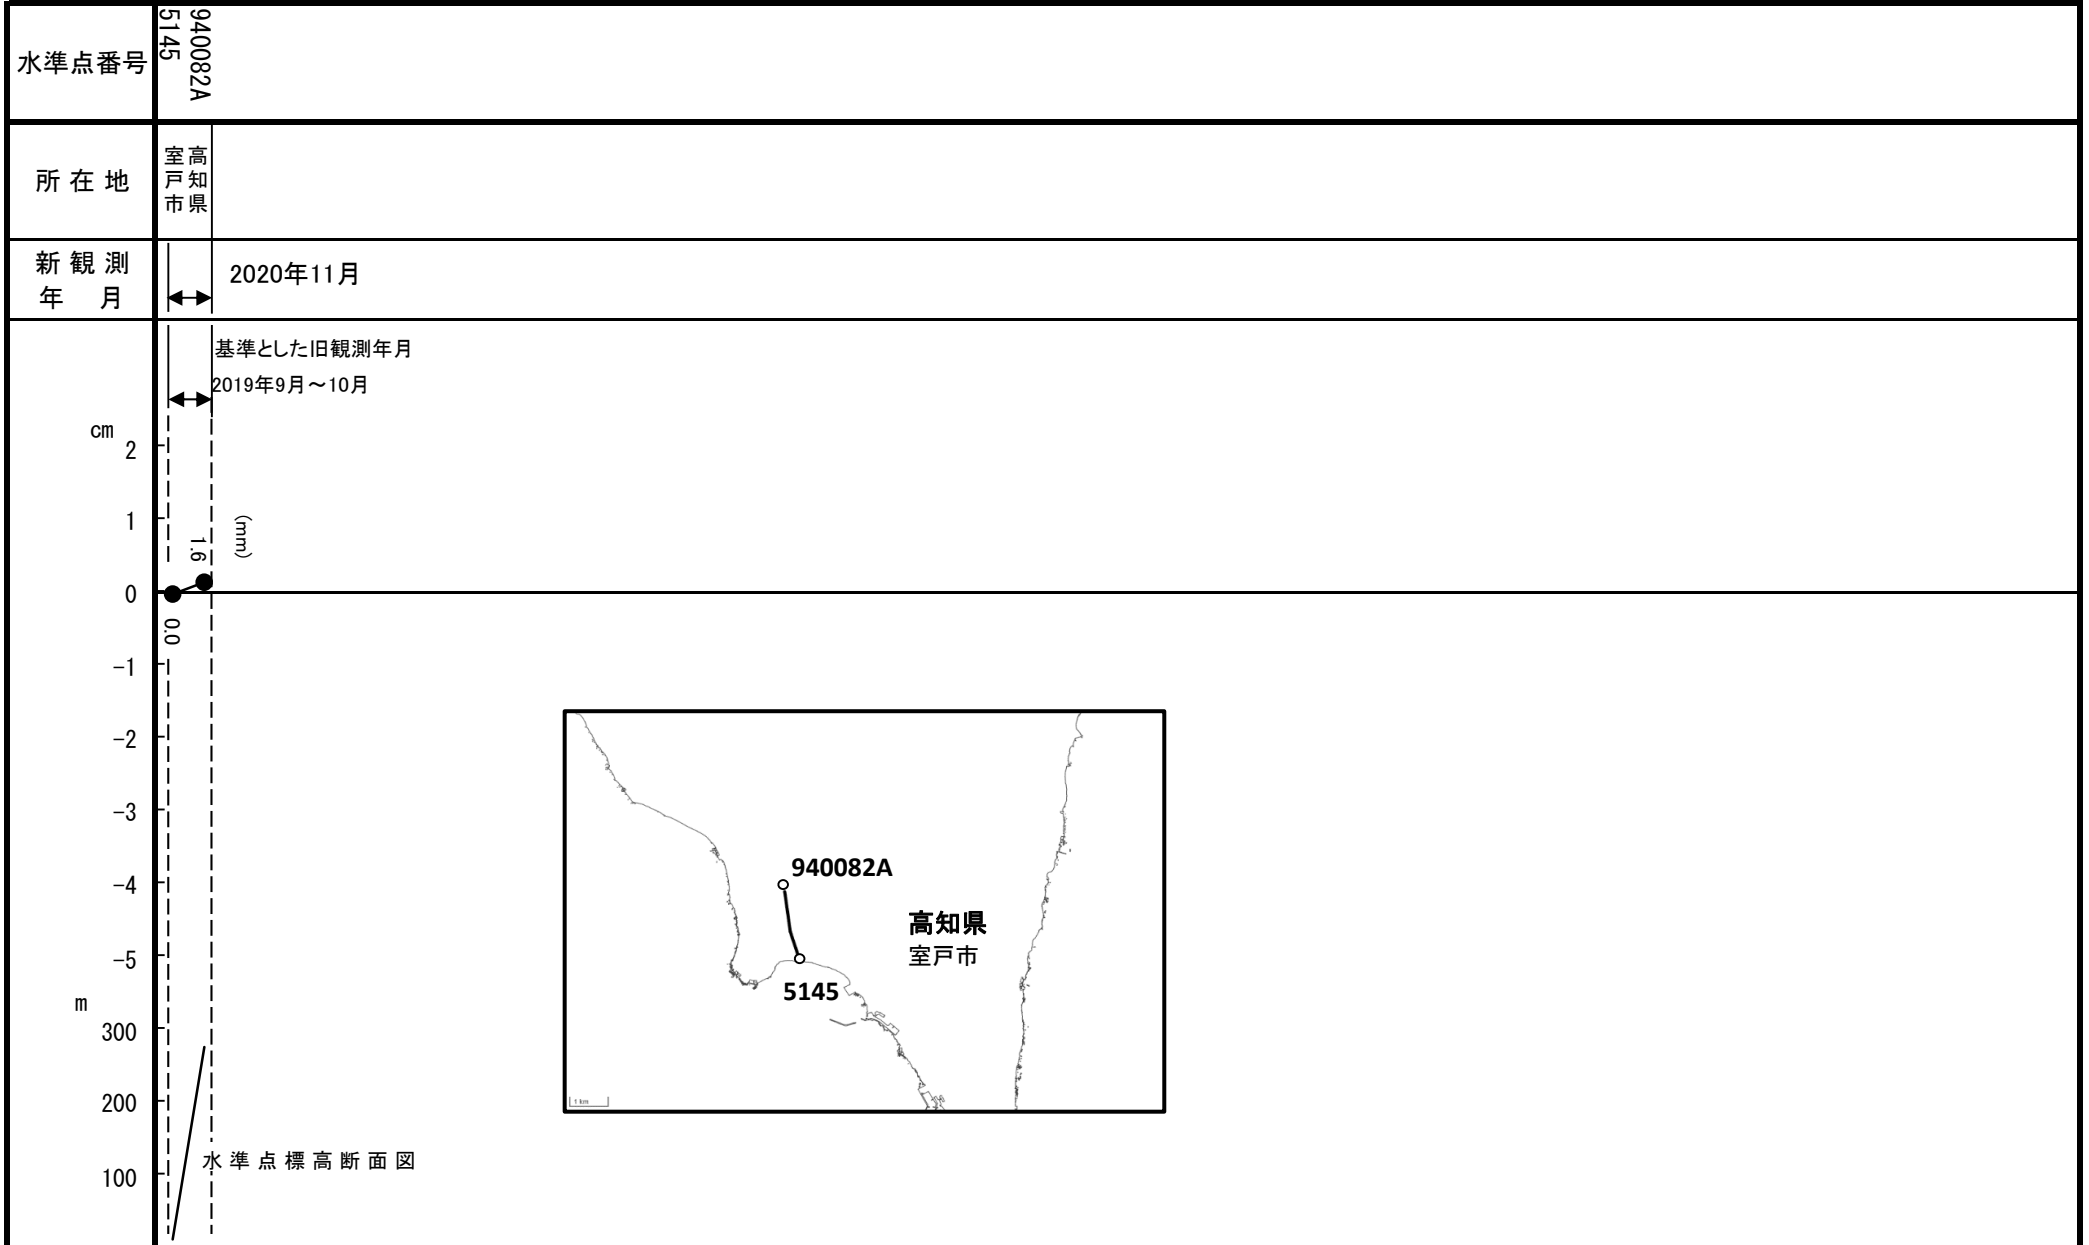 水準点番号
5145
940082A
所在地
高知県
室戸市
新観測
年 月
2020年11月
基準とした旧観測年月
2019年9月～10月
cm
2
1
0
-1
-2
-3
-4
-5
(mm)
1.6
0.0
m
300
200
100
水準点標高断面図
940082A
高知県
室戸市
5145
1 km